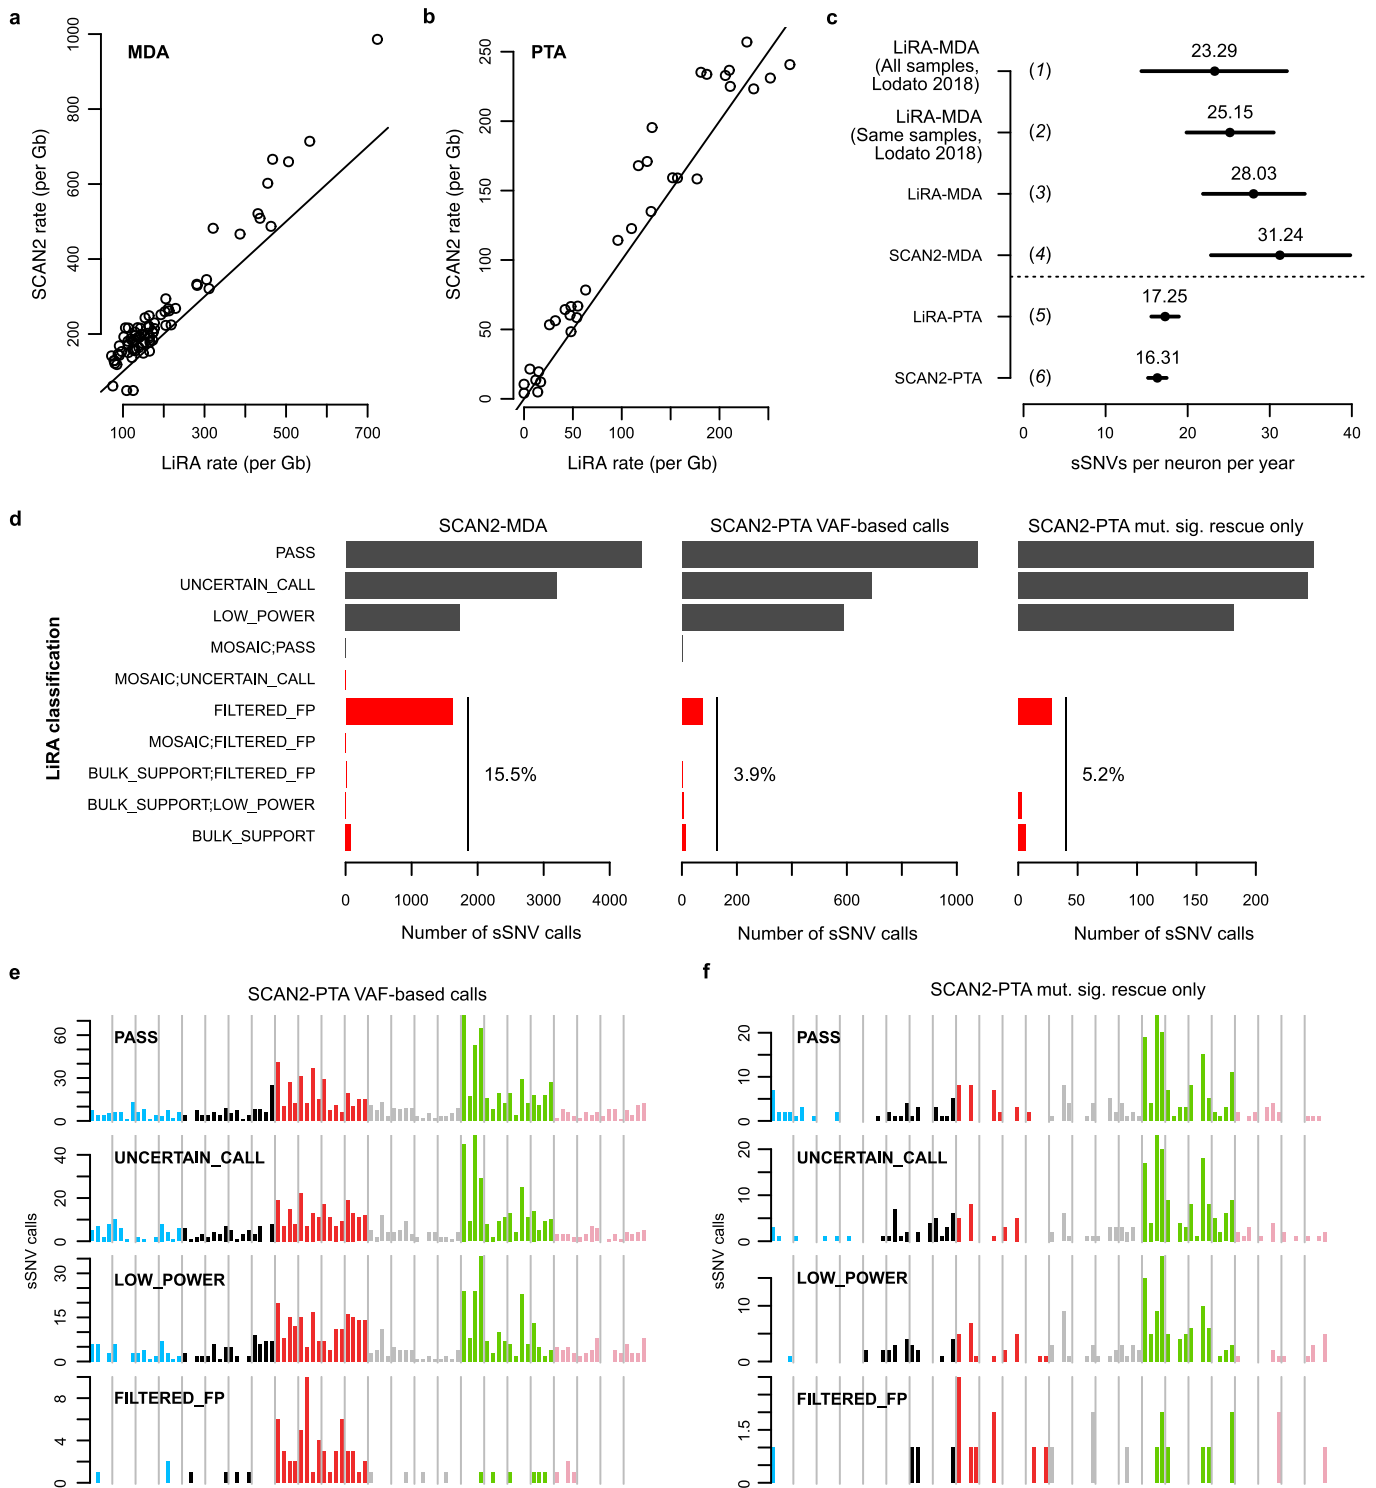 a
MDA
SCAN2 rate (per Gb)
200
400
600
800
1000
100
300
500
700
LiRA rate (per Gb)
b
PTA
SCAN2 rate (per Gb)
0
50
100
150
200
250
0
50
100
200
LiRA rate (per Gb)
c
LiRA-MDA
(All samples,
Lodato 2018)
(1)
23.29
LiRA-MDA
(Same samples,
Lodato 2018)
(2)
25.15
LiRA-MDA
(3)
28.03
SCAN2-MDA
(4)
31.24
LiRA-PTA
(5)
17.25
SCAN2-PTA
(6)
16.31
0
10
20
30
40
sSNVs per neuron per year
d
LiRA classification
SCAN2-MDA
SCAN2-PTA VAF-based calls
SCAN2-PTA mut. sig. rescue only
PASS
UNCERTAIN_CALL
LOW_POWER
MOSAIC;PASS
MOSAIC;UNCERTAIN_CALL
FILTERED_FP
MOSAIC;FILTERED_FP
BULK_SUPPORT;FILTERED_FP
BULK_SUPPORT;LOW_POWER
BULK_SUPPORT
15.5%
3.9%
5.2%
0
1000
2000
3000
4000
Number of sSNV calls
0
200
600
1000
Number of sSNV calls
0
50
100
200
Number of sSNV calls
e
SCAN2-PTA VAF-based calls
sSNV calls
PASS
0
30
60
UNCERTAIN_CALL
0
20
40
LOW_POWER
0
15
30
FILTERED_FP
0
4
8
f
SCAN2-PTA mut. sig. rescue only
sSNV calls
PASS
0
10
20
UNCERTAIN_CALL
0
10
20
LOW_POWER
0
10
FILTERED_FP
0
1.5